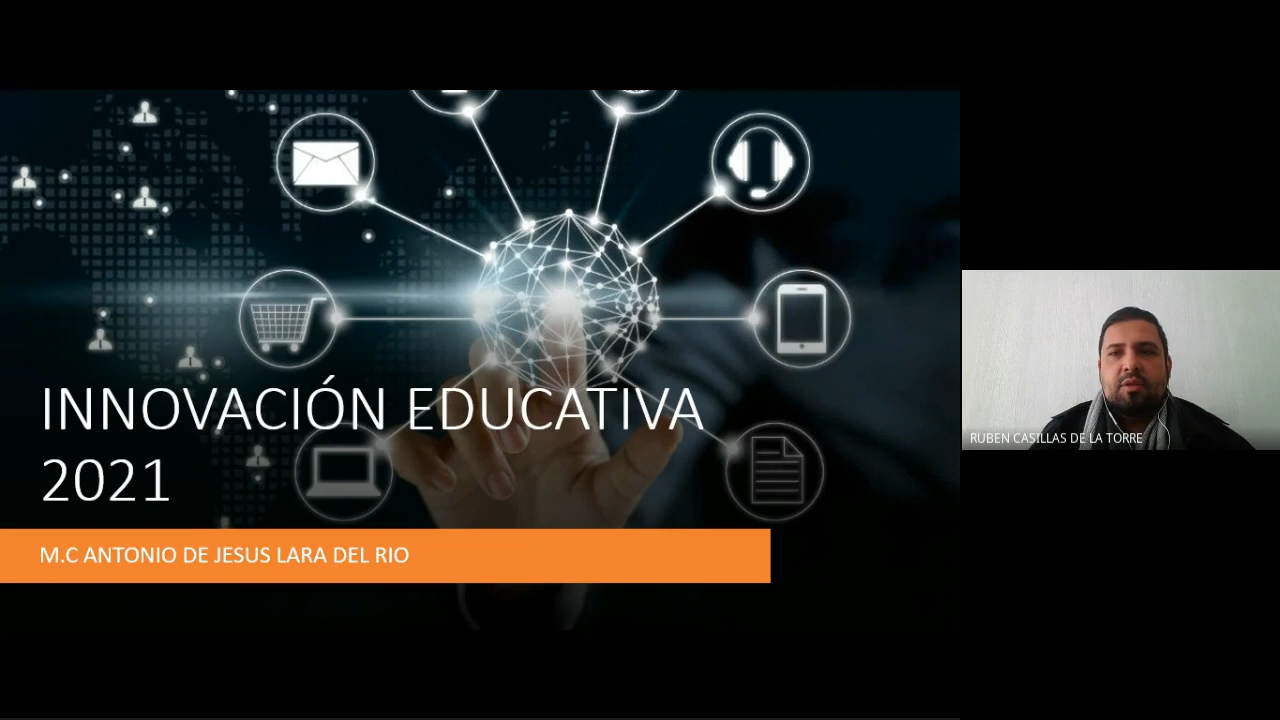 INNOVACIÓN EDUCATIVA
2021
M.C ANTONIO DE JESUS LARA DEL RIO
RUBEN CASILLAS DE LA TORRE